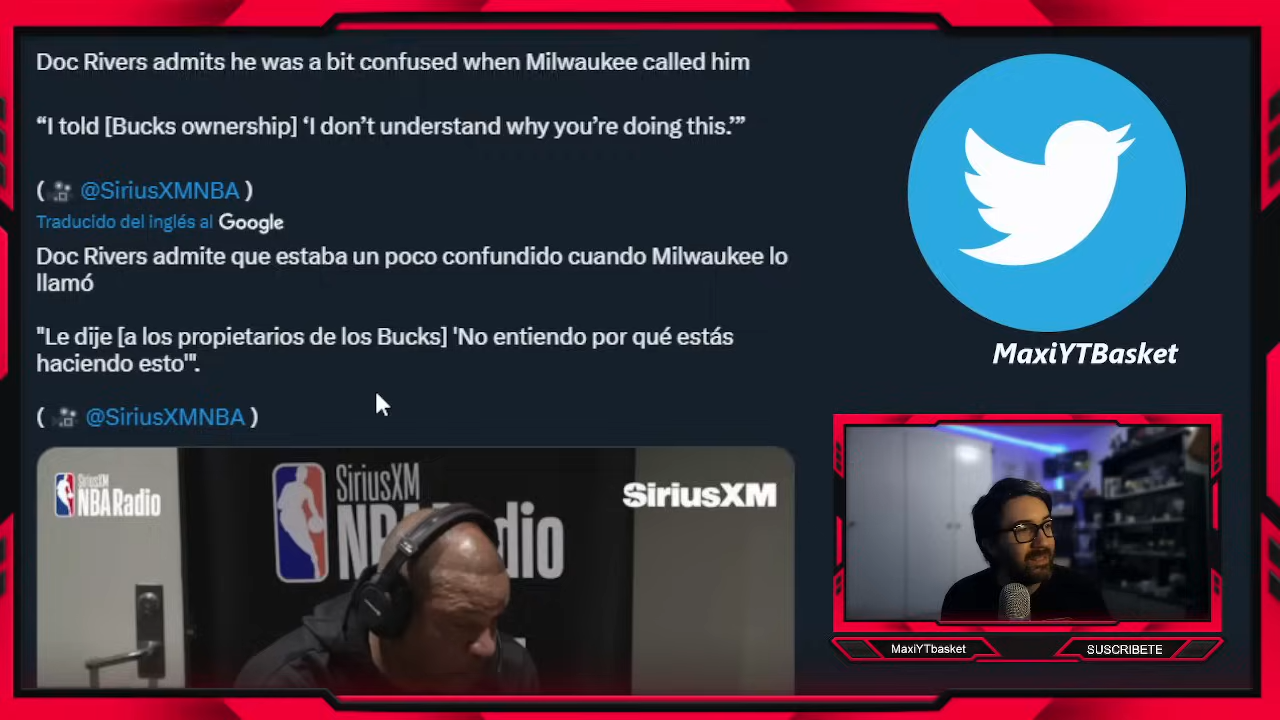 Doc Rivers admits he was a bit confused when Milwaukee called him
“I told [Bucks ownership] ‘I don’t understand why you’re doing this.’”
( @SiriusXMNBA )
Traducido del inglés al Google
Doc Rivers admite que estaba un poco confundido cuando Milwaukee lo
llamó
"Le dije [a los propietarios de los Bucks] 'No entiendo por qué estás
haciendo esto'".
( @SiriusXMNBA )
MaxiYTBasket
SiriusXM
NBA Radio
SiriusXM
NBA Radio
SiriusXM
MaxiYTbasket
SUSCRIBETE